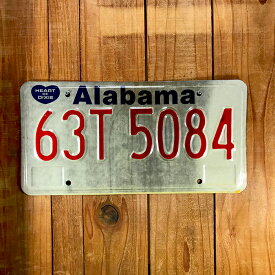 HEART
OF
DIXIE
Alabama
63T 5084